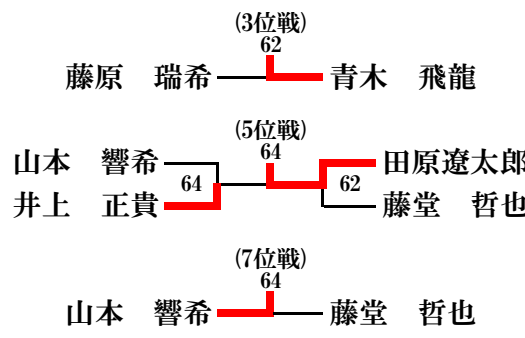 (3位戦)
62
藤原 瑞希 青木 飛龍
(5位戦)
64
山本 響希 田原遼太郎
64 62
井上 正貴 藤堂 哲也
(7位戦)
64
山本 響希 藤堂 哲也